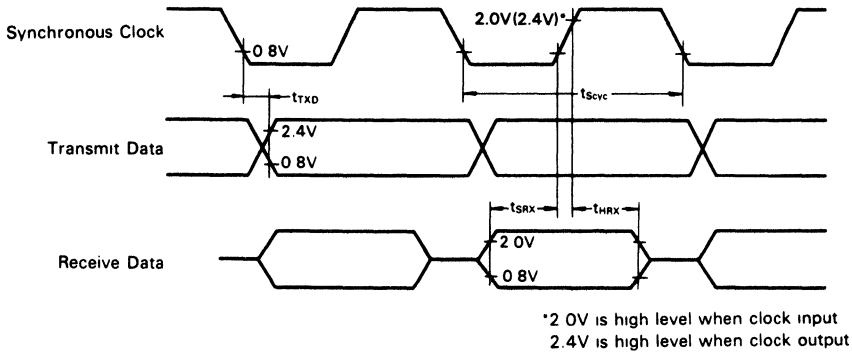 Synchronous Clock
0 8V
2.0V(2.4V)*
tTXD
tScyc
Transmit Data
2.4V
0 8V
tSRX
tHRX
Receive Data
2 0V
0 8V
*2 0V is high level when clock input
2.4V is high level when clock output